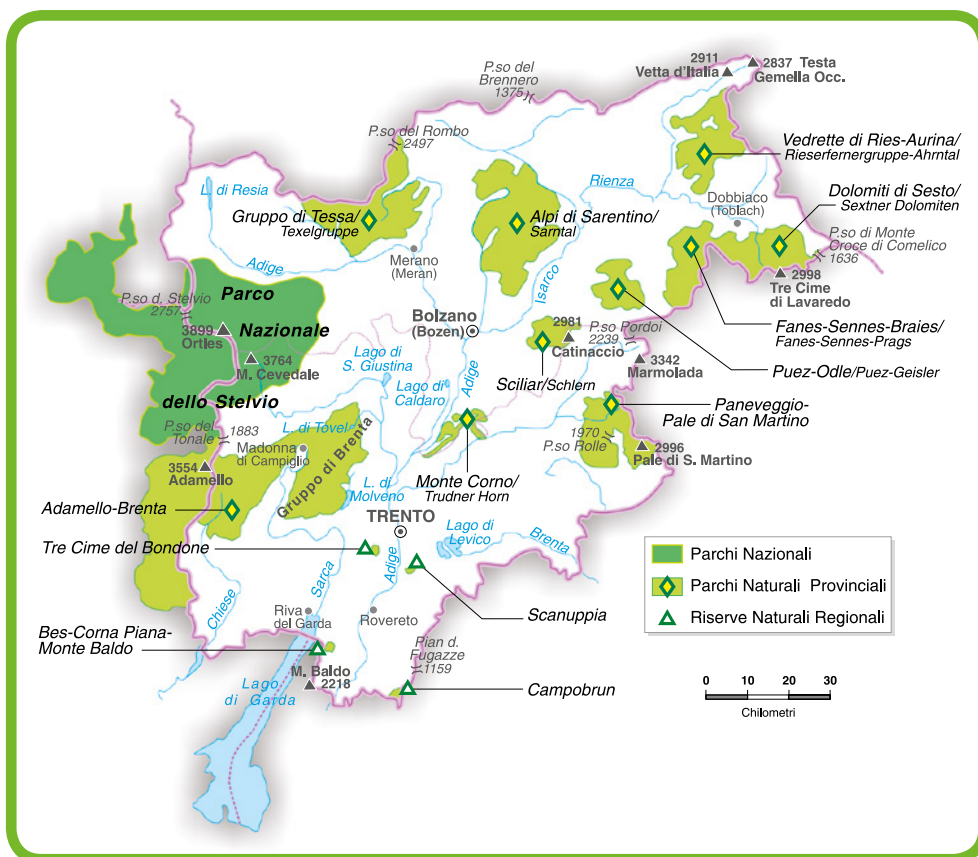 2911
Vetta d'Italia
2837 Testa
Gemella Occ.
P.so del
Brennero
1375
P.so del Rombo
2497
Vedrette di Ries-Aurina/
Rieserfernergruppe-Ahrntal
L. di Resia
Rienza
Dolomiti di Sesto/
Sextner Dolomiten
Dobbiaco
(Toblach)
Gruppo di Tessa/
Texelgruppe
Alpi di Sarentino/
Sarntal
P.so di Monte
Croce di Comelico
1636
Adige
Merano
(Meran)
Isarco
2998
Tre Cime
di Lavaredo
P.so d. Stelvio
2757
Parco
Nazionale
dello Stelvio
3899
Ortles
3764
M. Cevedale
Bolzano
(Bozen)
2981
Catinaccio
P.so Pordoi
2239
3342
Marmolada
Fanes-Sennes-Braies/
Fanes-Sennes-Prags
Puez-Odle/Puez-Geisler
Lago di
S. Giustina
Lago di
Caldaro
Adige
Sciliar/Schlern
Paneveggio-
Pale di San Martino
P.so del
Tonale
1883
L. di Tovel
Madonna
di Campiglio
Gruppo di Brenta
1970
P.so Rolle
2996
Pale di S. Martino
3554
Adamello
Monte Corno/
Trudner Horn
L. di
Molveno
Adamello-Brenta
TRENTO
Lago di
Levico
Brenta
Tre Cime del Bondone
Adige
Sarca
Chiese
Parchi Nazionali
Parchi Naturali Provinciali
Riserve Naturali Regionali
Scanuppia
Riva
del Garda
Rovereto
Bes-Corna Piana-
Monte Baldo
Pian d.
Fugazze
1159
M. Baldo
2218
Lago
di Garda
Campobrun
0 10 20 30
Chilometri